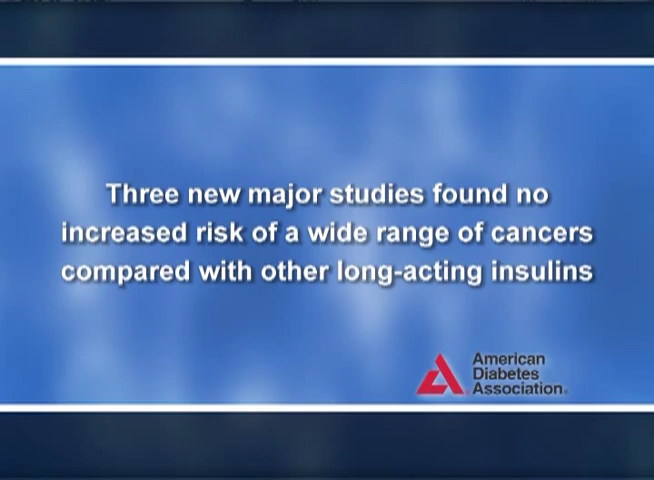 Three new major studies found no
increased risk of a wide range of cancers
compared with other long-acting insulins
American
Diabetes
Association